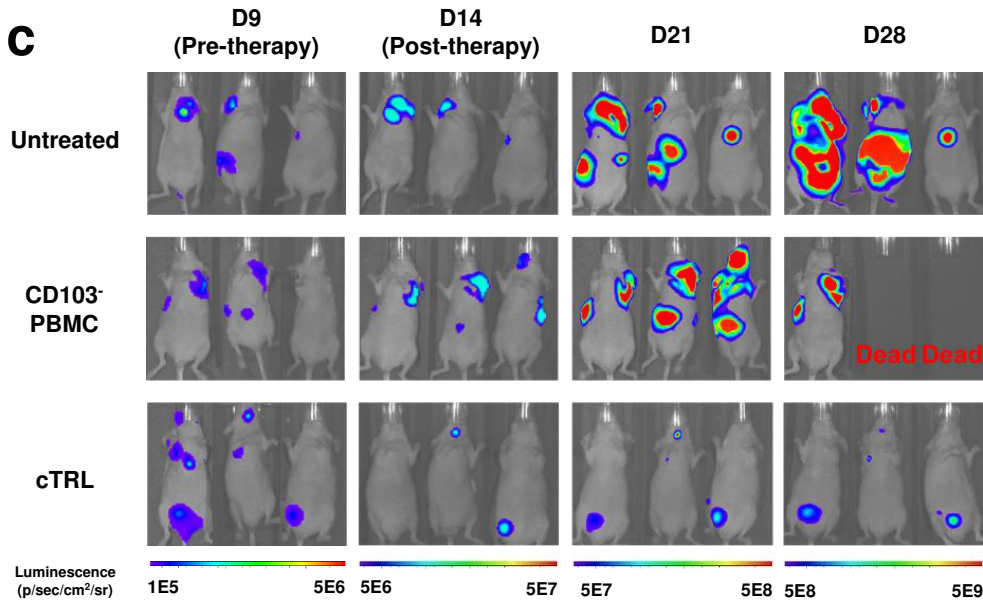 C
D9
(Pre-therapy)
D14
(Post-therapy)
D21
D28
Untreated
CD103⁻
PBMC
Dead Dead
cTRL
Luminescence
(p/sec/cm²/sr)
1E5 5E6 5E6 5E7 5E7 5E8 5E8 5E9